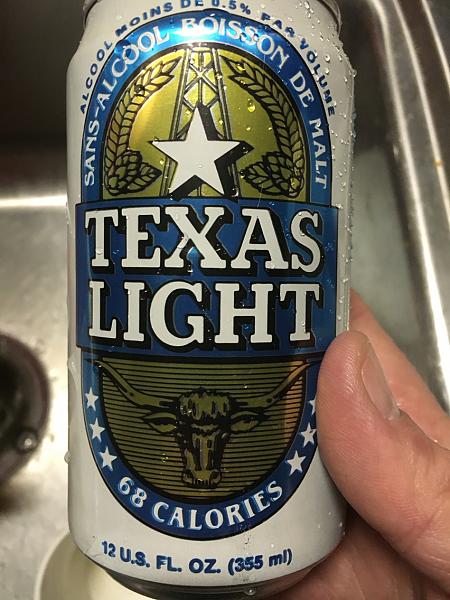 ALCOOL MOINS DE 0.5% PAR VOLUME
SANS-ALCOOL BOISSON DE MALT
TEXAS
LIGHT
68 CALORIES
12 U.S. FL. OZ. (355 ml)